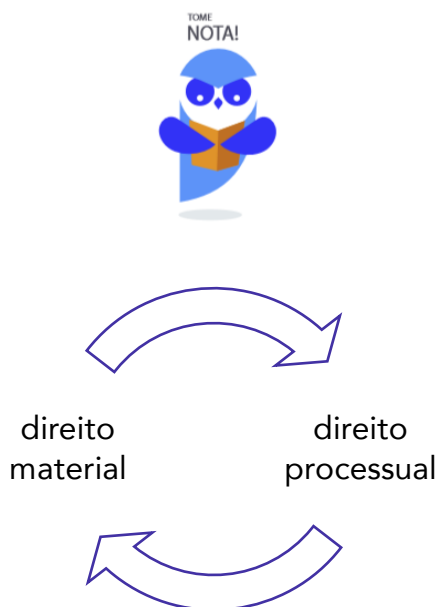 TOME
NOTA!
direito
material
direito
processual